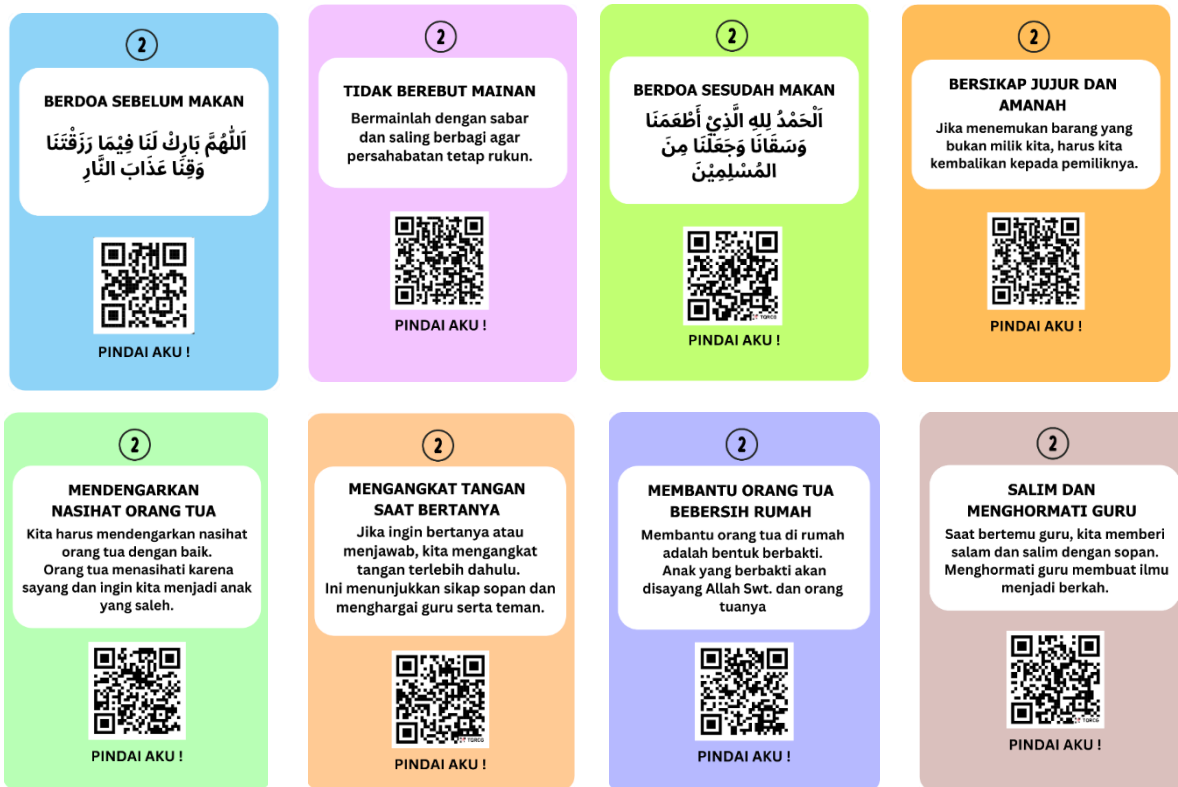 2
BERDOA SEBELUM MAKAN
اَللّٰهُمَّ بَارِكْ لَنَا فِيْمَا رَزَقْتَنَا
وَقِنَا عَذَابَ النَّارِ
PINDAI AKU !
2
TIDAK BEREBUT MAINAN
Bermainlah dengan sabar
dan saling berbagi agar
persahabatan tetap rukun.
PINDAI AKU !
2
BERDOA SESUDAH MAKAN
اَلْحَمْدُ لِلهِ الَّذِيْ أَطْعَمَنَا
وَسَقَانَا وَجَعَلَنَا مِنَ
المُسْلِمِيْنَ
TQRCG
PINDAI AKU !
2
BERSIKAP JUJUR DAN
AMANAH
Jika menemukan barang yang
bukan milik kita, harus kita
kembalikan kepada pemiliknya.
PINDAI AKU !
2
MENDENGARKAN
NASIHAT ORANG TUA
Kita harus mendengarkan nasihat
orang tua dengan baik.
Orang tua menasihati karena
sayang dan ingin kita menjadi anak
yang saleh.
PINDAI AKU !
2
MENGANGKAT TANGAN
SAAT BERTANYA
Jika ingin bertanya atau
menjawab, kita mengangkat
tangan terlebih dahulu.
Ini menunjukkan sikap sopan dan
menghargai guru serta teman.
TQRCG
PINDAI AKU !
2
MEMBANTU ORANG TUA
BEBERSIH RUMAH
Membantu orang tua di rumah
adalah bentuk berbakti.
Anak yang berbakti akan
disayang Allah Swt. dan orang
tuanya
PINDAI AKU !
2
SALIM DAN
MENGHORMATI GURU
Saat bertemu guru, kita memberi
salam dan salim dengan sopan.
Menghormati guru membuat ilmu
menjadi berkah.
TQRCG
PINDAI AKU !